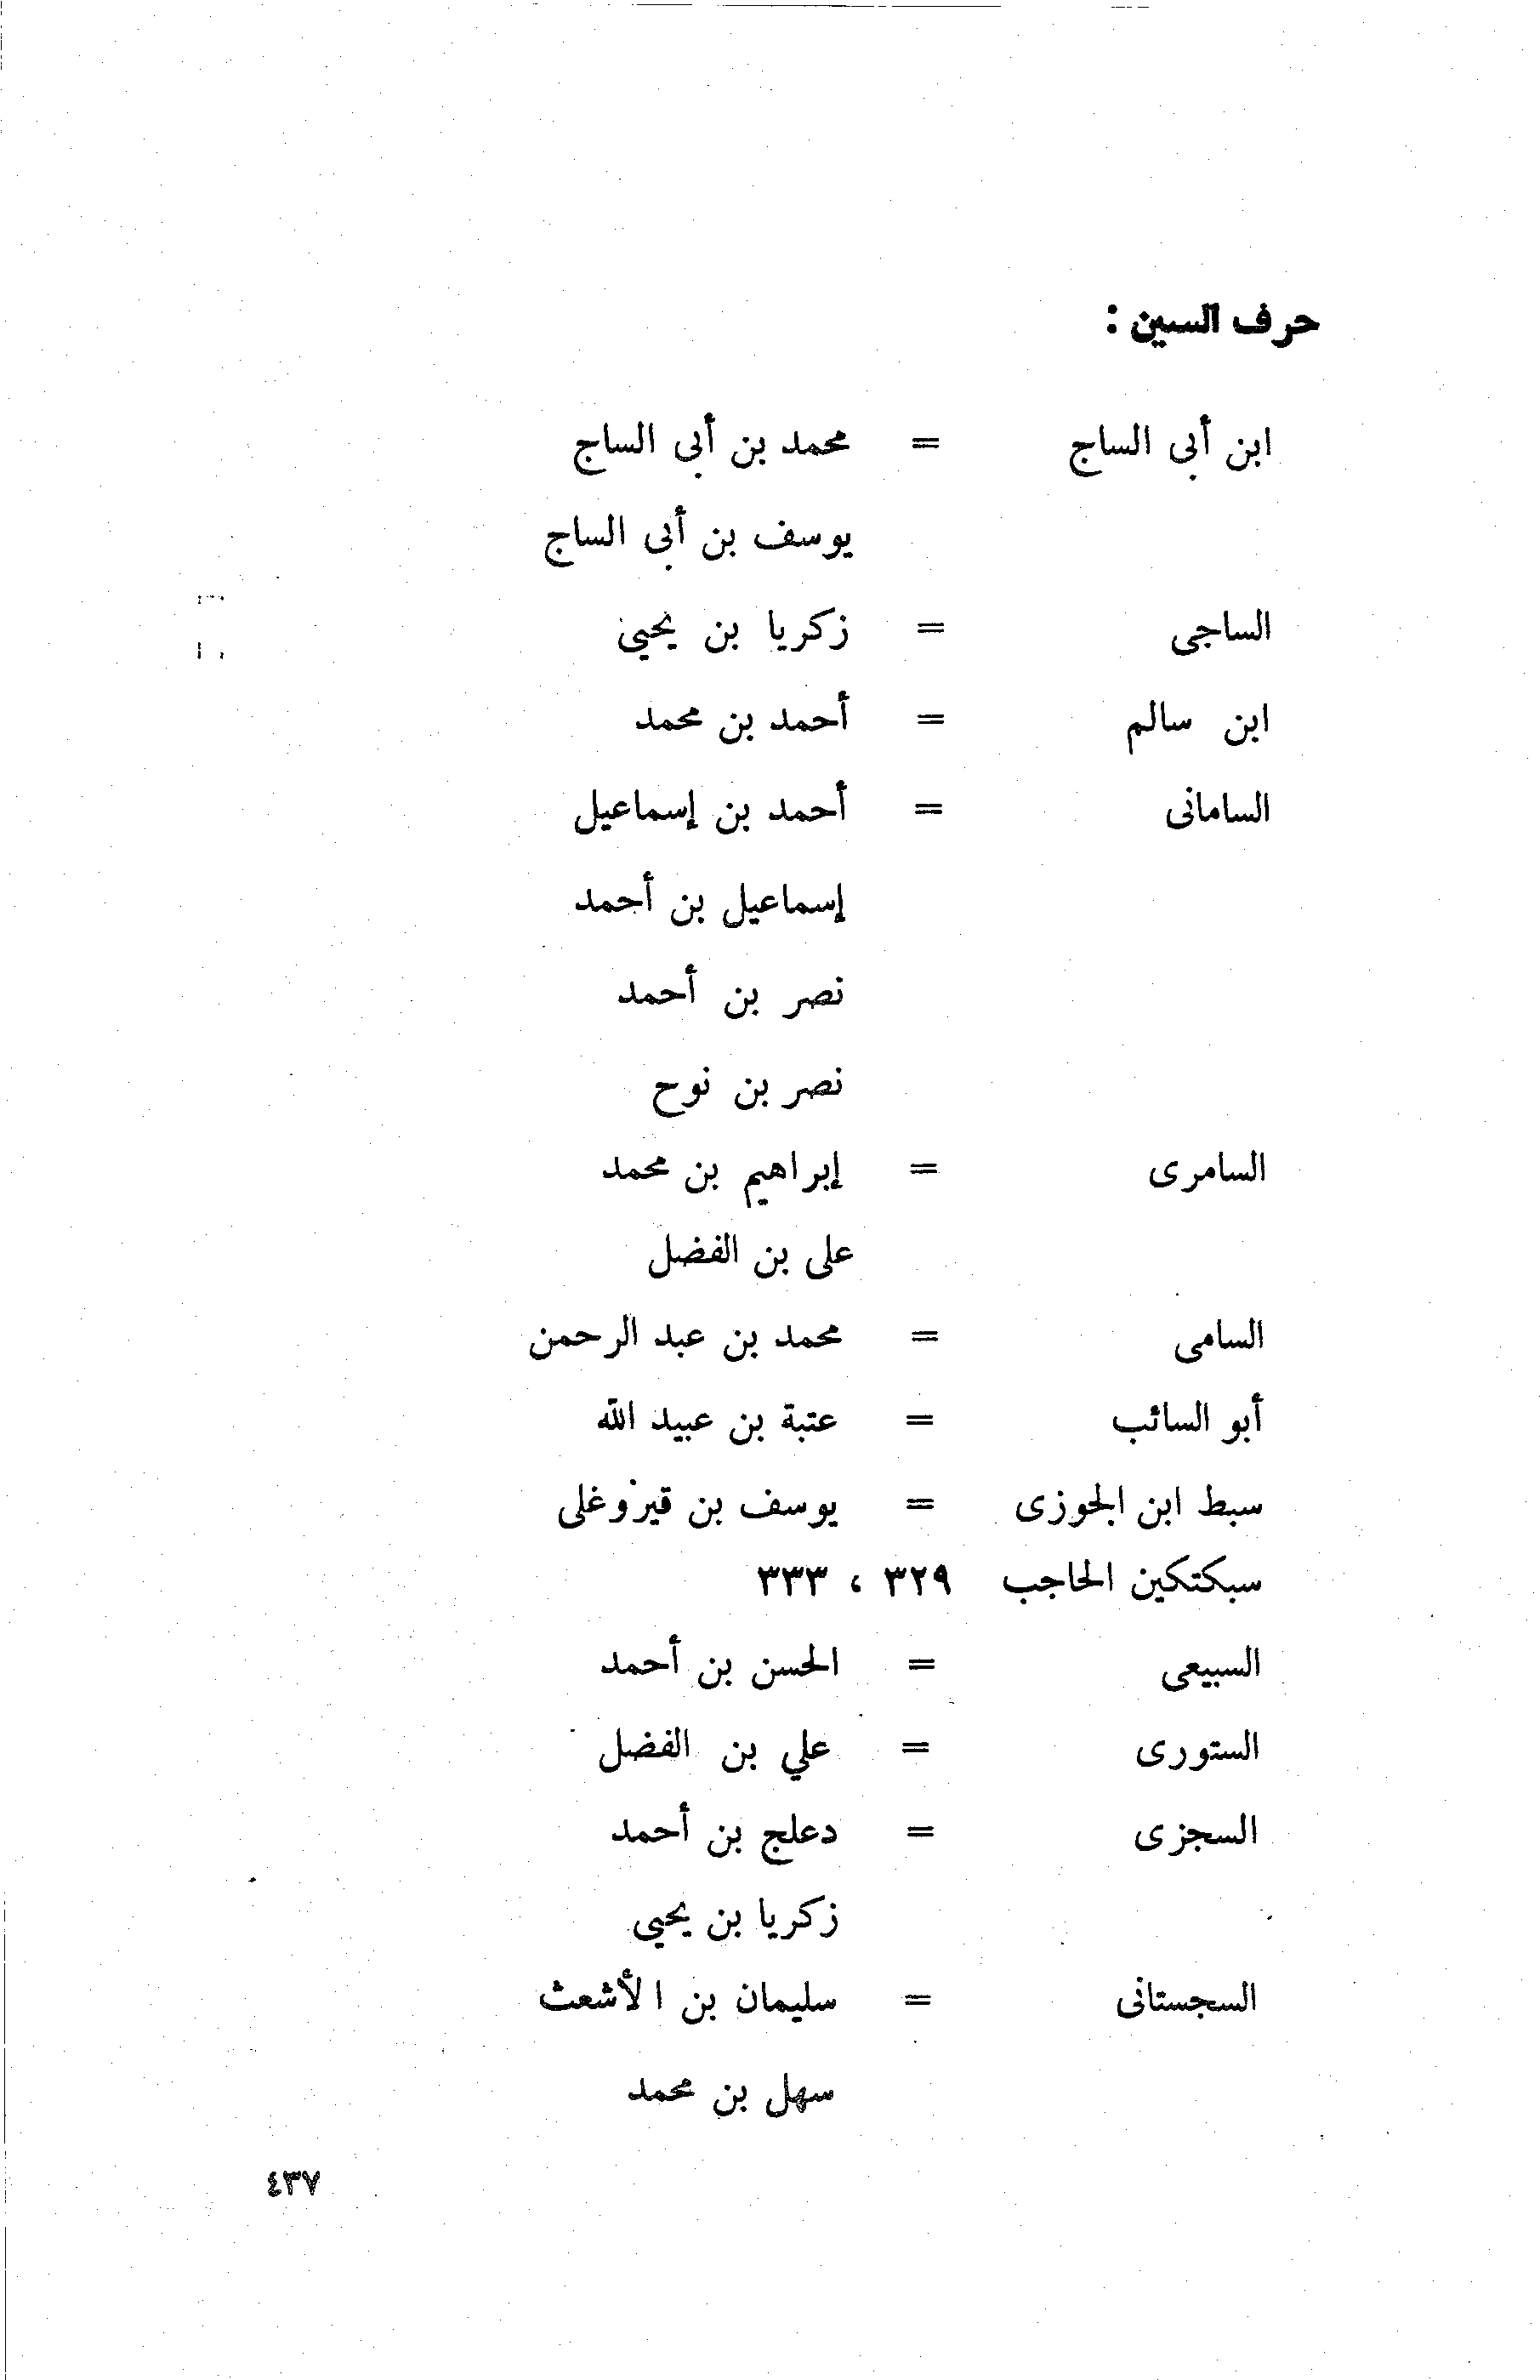 حرف السين :
ابن أبى الساج = محمد بن أبى الساج
يوسف بن أبى الساج
الساجى = زكريا بن يحيى
ابن سالم = أحمد بن محمد
السامانى = أحمد بن إسماعيل
إسماعيل بن أحمد
نصر بن أحمد
نصر بن نوح
السامرى = إبراهيم بن محمد
على بن الفضل
السامى = محمد بن عبد الرحمن
أبو السائب = عتبة بن عبيد الله
سبط ابن الجوزى = يوسف بن قيزوغلى
سبكتكين الحاجب ٣٢٩ ، ٣٣٣
السبيعى = الحسن بن أحمد
الستورى = علي بن الفضل
السجزى = دعلج بن أحمد
زكريا بن يحيى
السجستانى = سليمان بن الأشعث
سهل بن محمد
٤٣٧